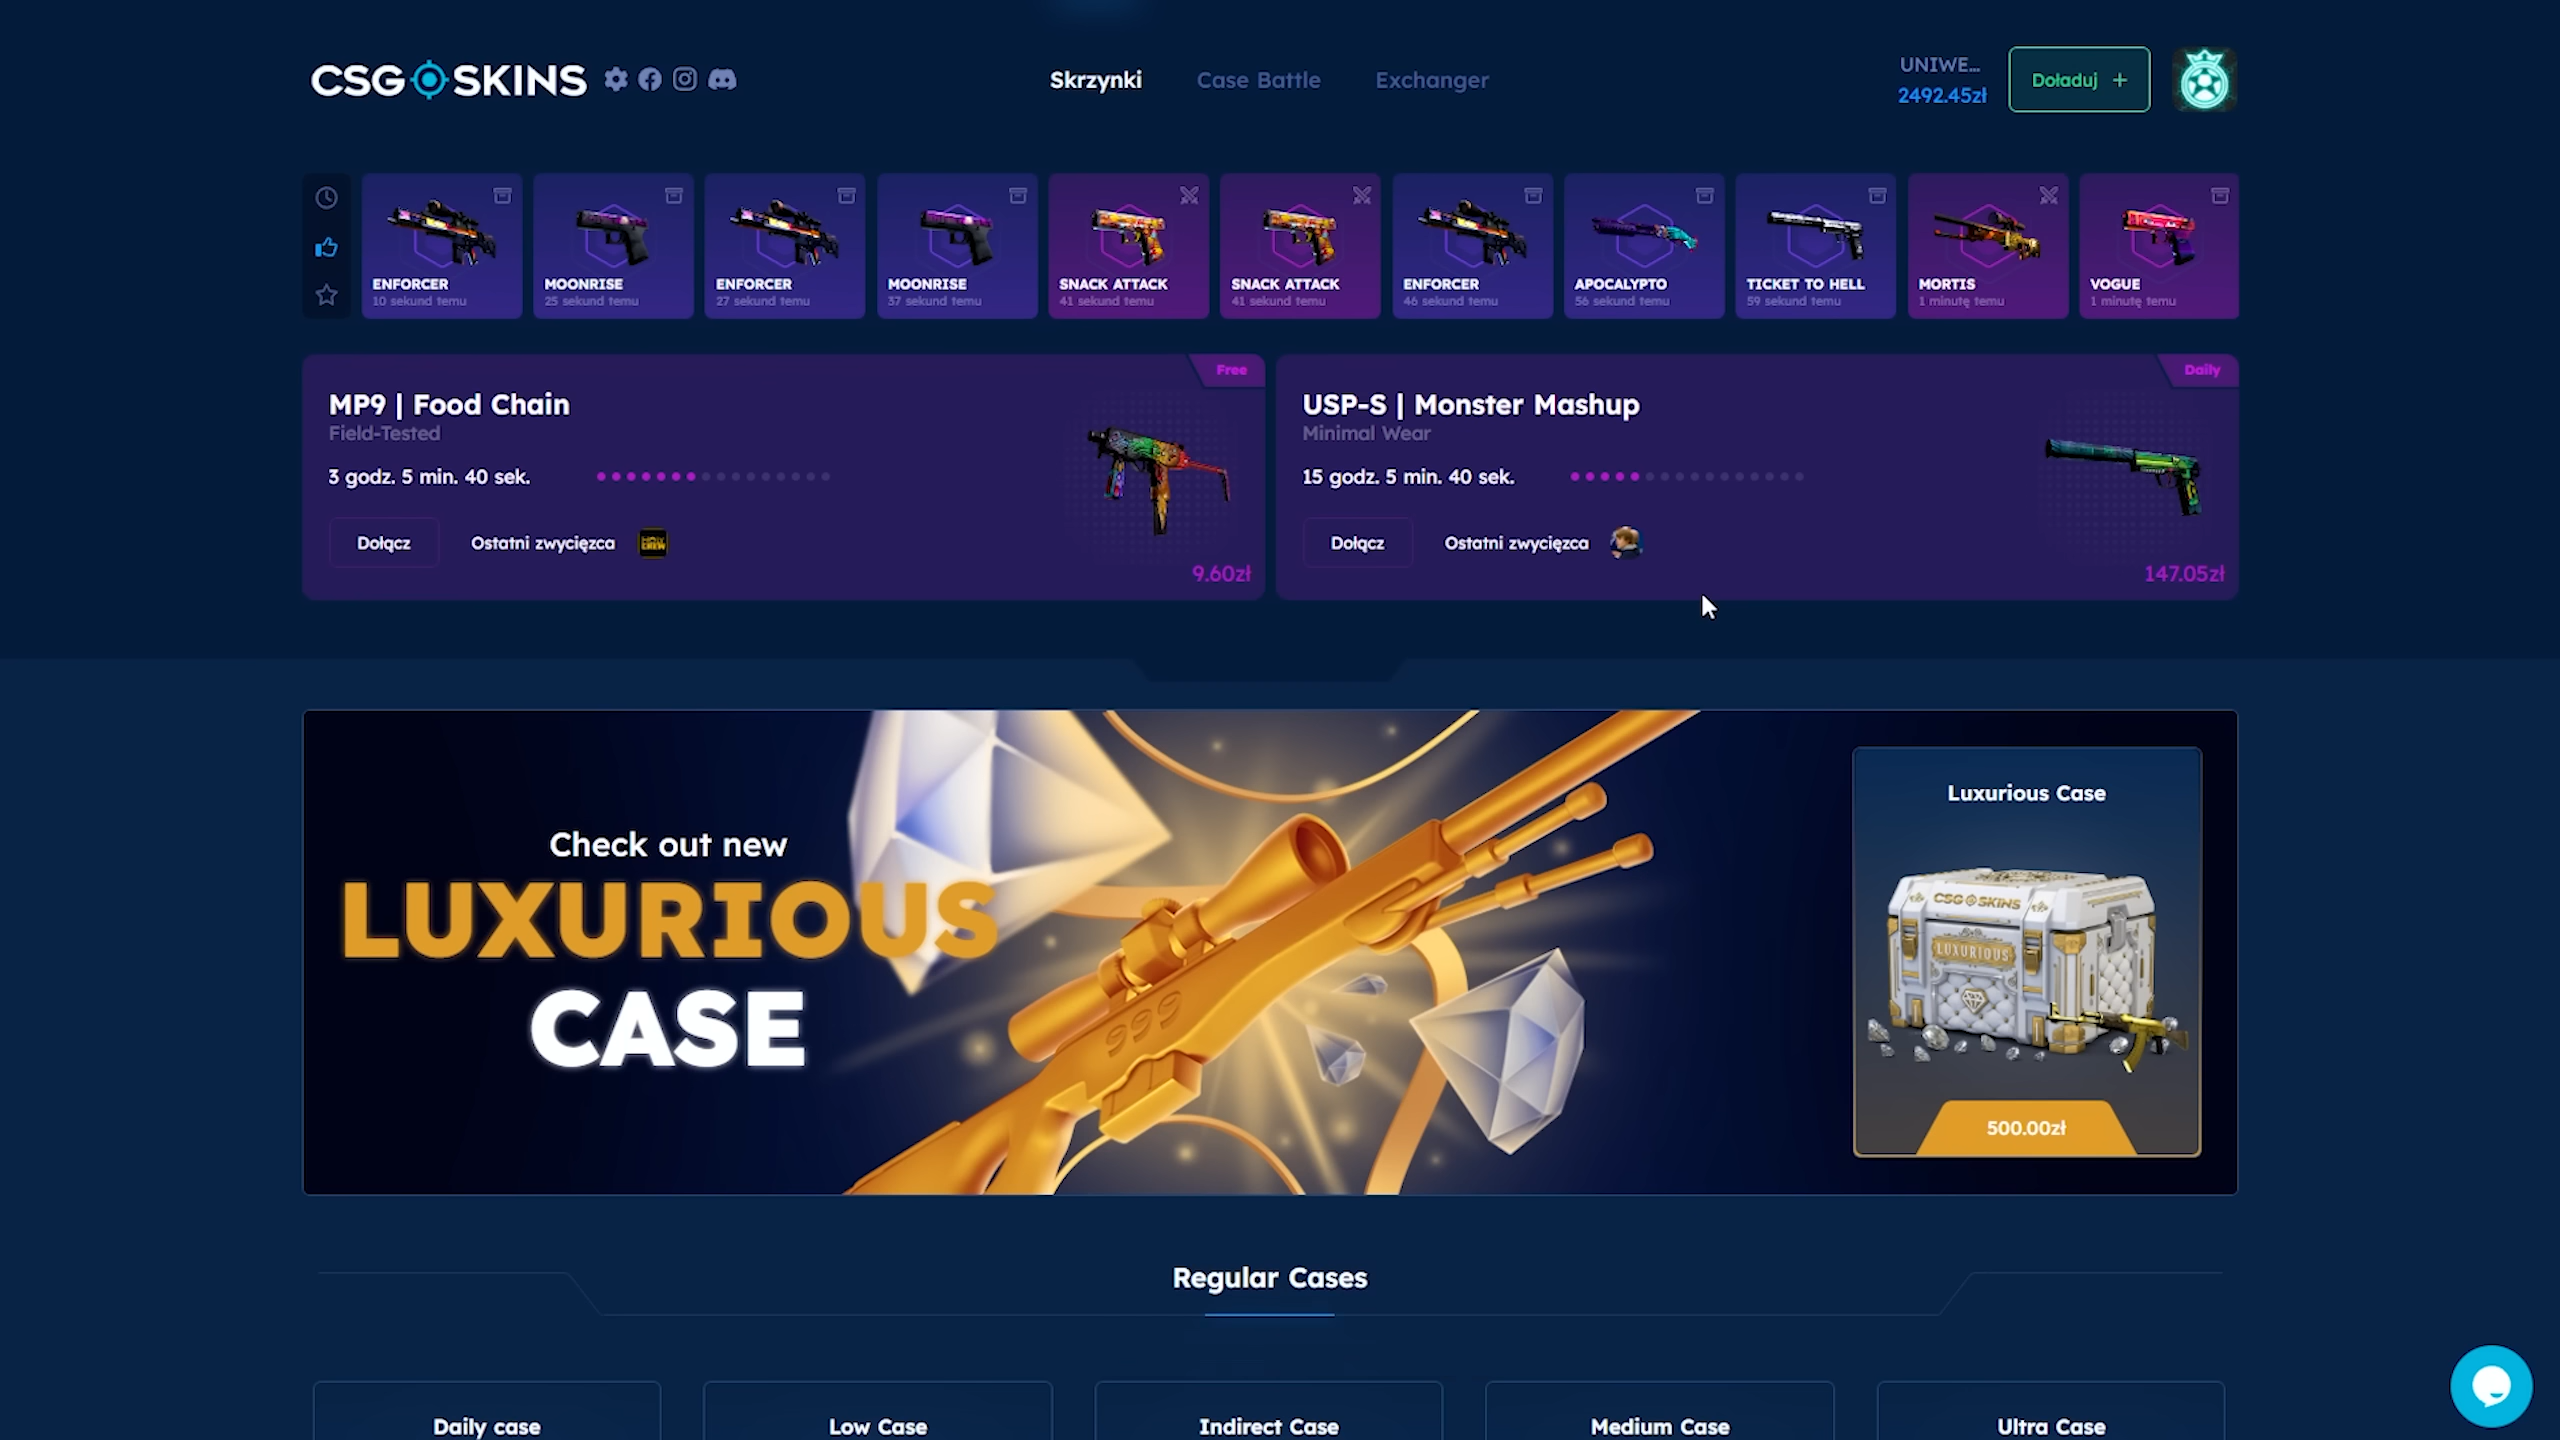 CSG SKINS
Skrzynki
Case Battle
Exchanger
UNIWE...
2492.45zł
Doładuj +
ENFORCER
10 sekund temu
MOONRISE
25 sekund temu
ENFORCER
27 sekund temu
MOONRISE
37 sekund temu
SNACK ATTACK
41 sekund temu
SNACK ATTACK
41 sekund temu
ENFORCER
46 sekund temu
APOCALYPTO
56 sekund temu
TICKET TO HELL
59 sekund temu
MORTIS
1 minutę temu
VOGUE
1 minutę temu
Free
MP9 | Food Chain
Field-Tested
3 godz. 5 min. 40 sek.
Dołącz
Ostatni zwycięzca
9.60zł
Daily
USP-S | Monster Mashup
Minimal Wear
15 godz. 5 min. 40 sek.
Dołącz
Ostatni zwycięzca
147.05zł
Check out new
LUXURIOUS
CASE
999
Luxurious Case
CSG SKINS
LUXURIOUS
500.00zł
Regular Cases
Daily case
Low Case
Indirect Case
Medium Case
Ultra Case